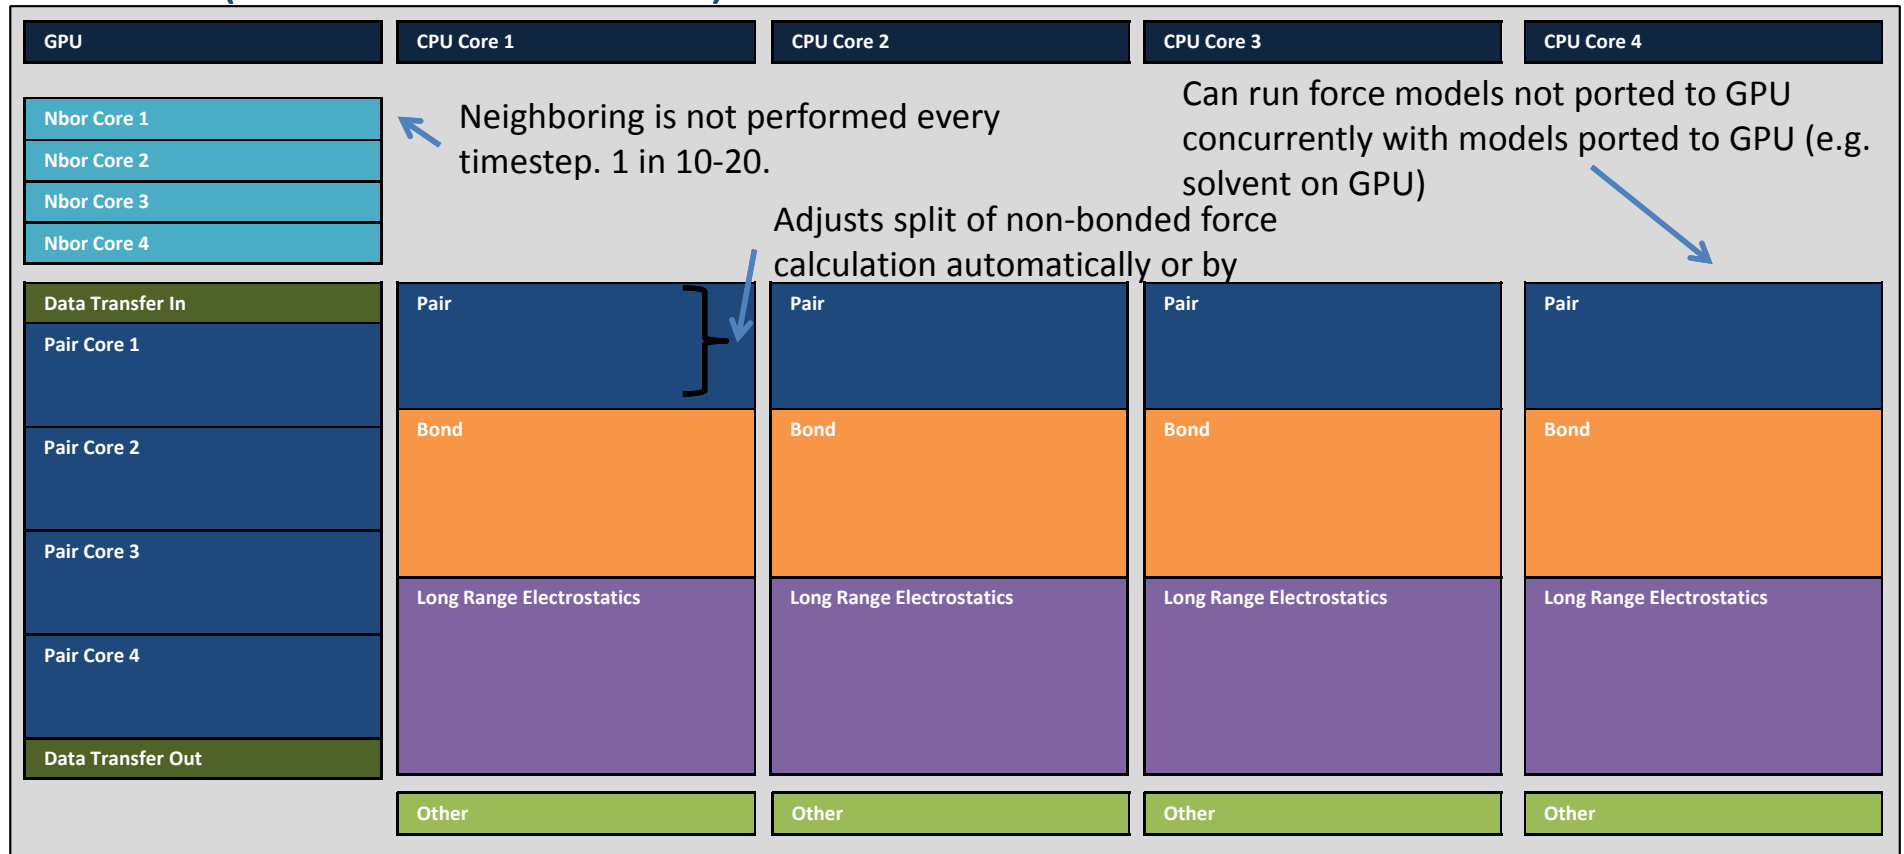 GPU
CPU Core 1
CPU Core 2
CPU Core 3
CPU Core 4
Nbor Core 1
Nbor Core 2
Nbor Core 3
Nbor Core 4
Neighboring is not performed every
timestep. 1 in 10-20.
Can run force models not ported to GPU
concurrently with models ported to GPU (e.g.
solvent on GPU)
Adjusts split of non-bonded force
calculation automatically or by
Data Transfer In
Pair Core 1
Pair Core 2
Pair Core 3
Pair Core 4
Data Transfer Out
Pair
Bond
Long Range Electrostatics
Other
Pair
Bond
Long Range Electrostatics
Other
Pair
Bond
Long Range Electrostatics
Other
Pair
Bond
Long Range Electrostatics
Other